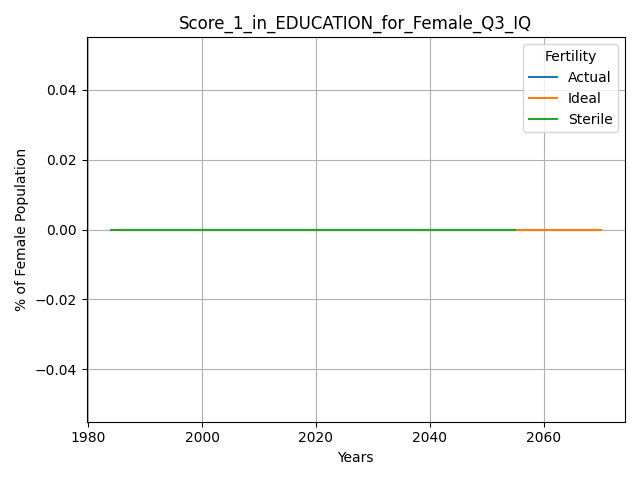 Score_1_in_EDUCATION_for_Female_Q3_IQ
Fertility
Actual
Ideal
Sterile
% of Female Population
0.04
0.02
0.00
−0.02
−0.04
1980 2000 2020 2040 2060
Years